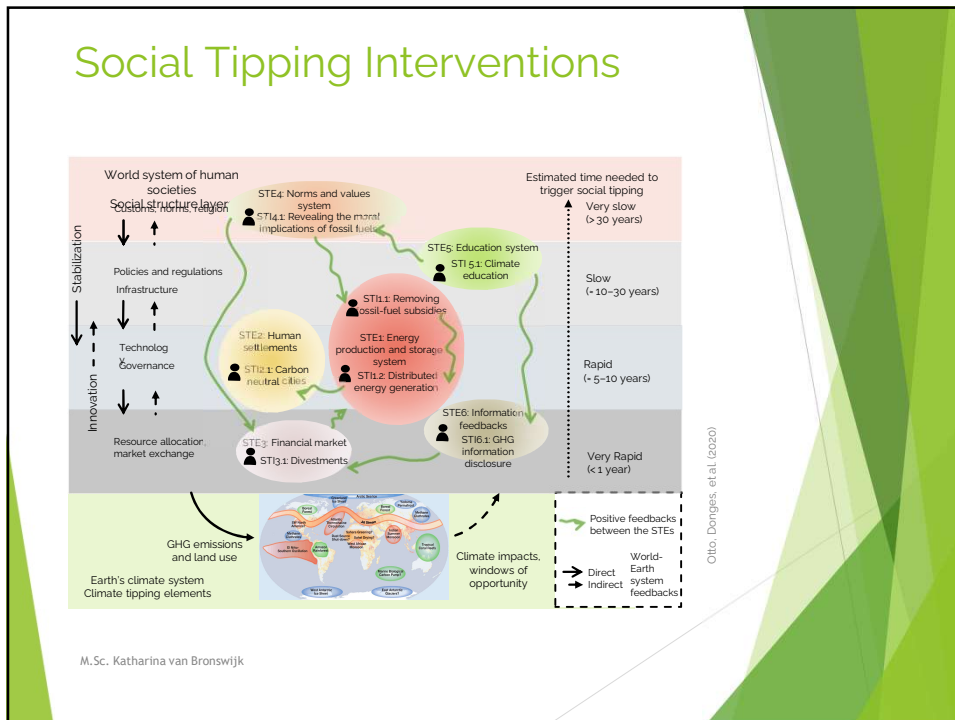 Social Tipping Interventions
World system of human
societies
Social structure layer
Customs, norms, religion
Estimated time needed to
trigger social tipping
Very slow
(> 30 years)
STE4: Norms and values
system
STI4.1: Revealing the moral
implications of fossil fuels
STE5: Education system
STI 5.1: Climate
education
Stabilization
Policies and regulations
Infrastructure
Slow
(≈ 10–30 years)
STI1.1: Removing
fossil-fuel subsidies
STE2: Human
settlements
STI2.1: Carbon
neutral cities
STE1: Energy
production and storage
system
STI1.2: Distributed
energy generation
Innovation
Technolog
y
Governance
Rapid
(≈ 5–10 years)
Resource allocation,
market exchange
STE3: Financial market
STI3.1: Divestments
STE6: Information
feedbacks
STI6.1: GHG
information
disclosure
Very Rapid
(< 1 year)
GHG emissions
and land use
Earth's climate system
Climate tipping elements
Climate impacts,
windows of
opportunity
Positive feedbacks
between the STEs
Direct
Indirect
World-
Earth
system
feedbacks
Otto, Donges, et.al. (2020)
M.Sc. Katharina van Bronswijk